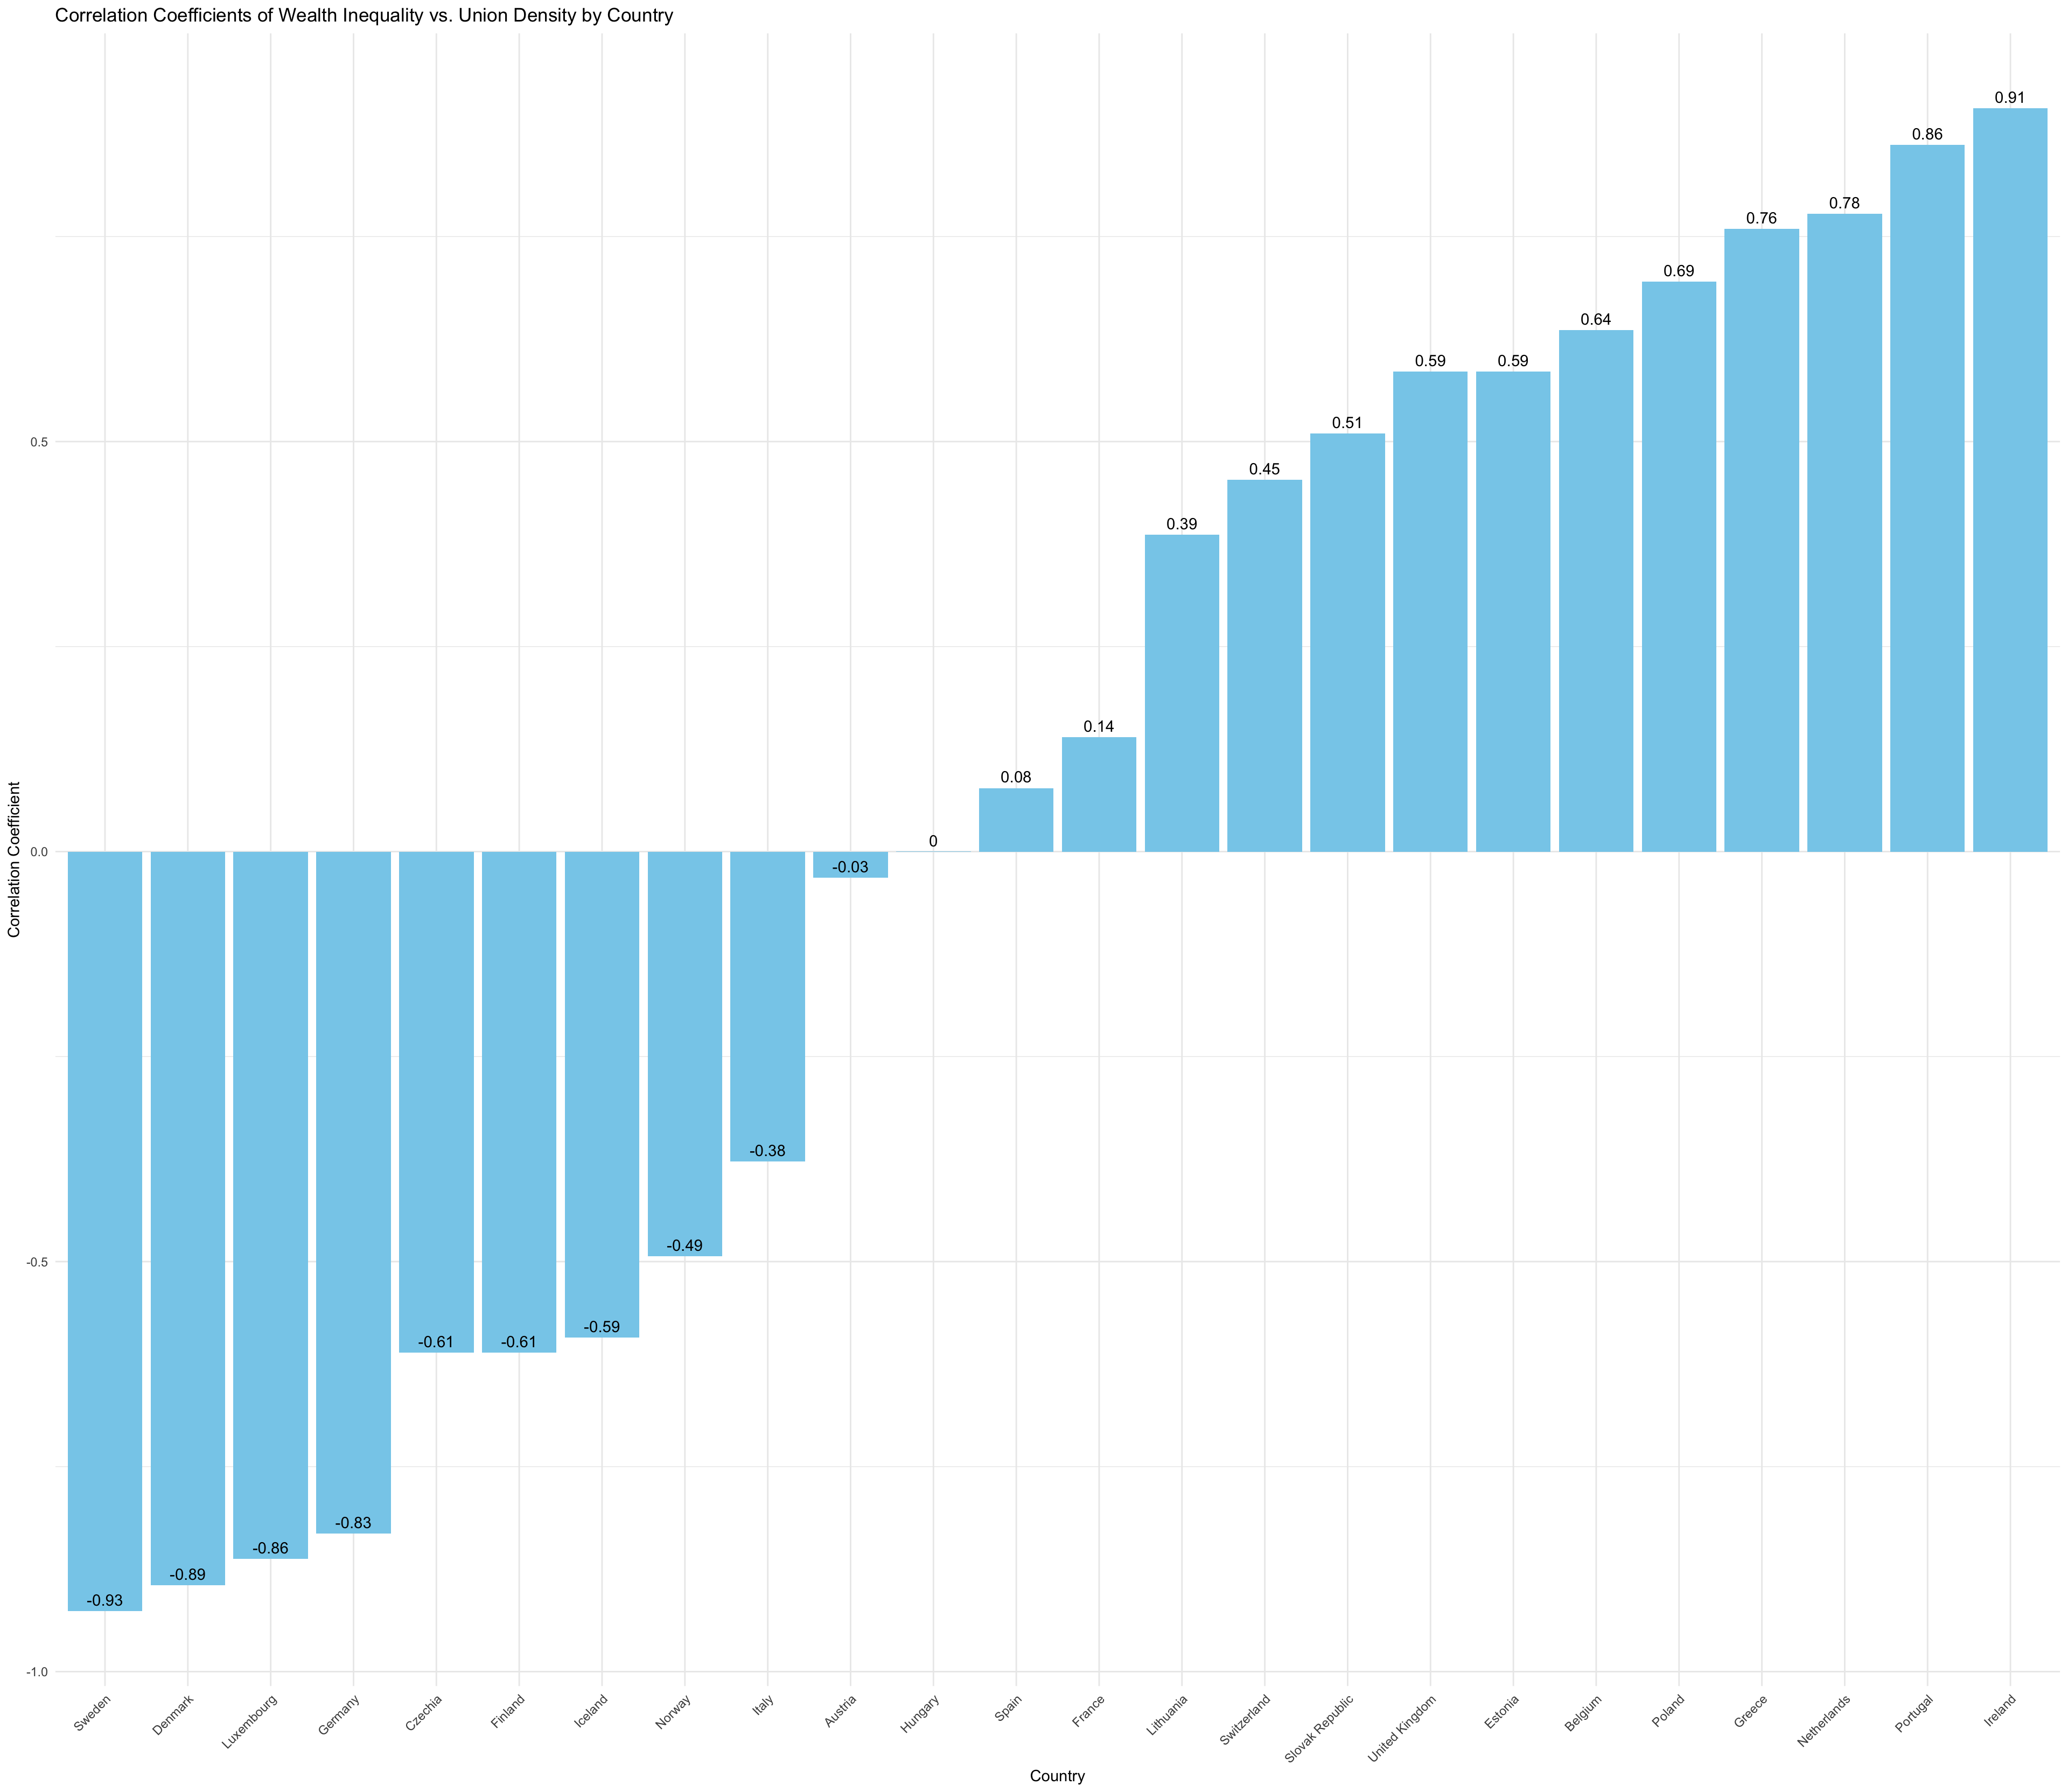 Correlation Coefficients of Wealth Inequality vs. Union Density by Country
Correlation Coefficient
0.5
0.0
-0.5
-1.0
-0.93
-0.89
-0.86
-0.83
-0.61
-0.61
-0.59
-0.49
-0.38
-0.03
0
0.08
0.14
0.39
0.45
0.51
0.59
0.59
0.64
0.69
0.76
0.78
0.86
0.91
Sweden
Denmark
Luxembourg
Germany
Czechia
Finland
Iceland
Norway
Italy
Austria
Hungary
Spain
France
Lithuania
Switzerland
Slovak Republic
United Kingdom
Estonia
Belgium
Poland
Greece
Netherlands
Portugal
Ireland
Country